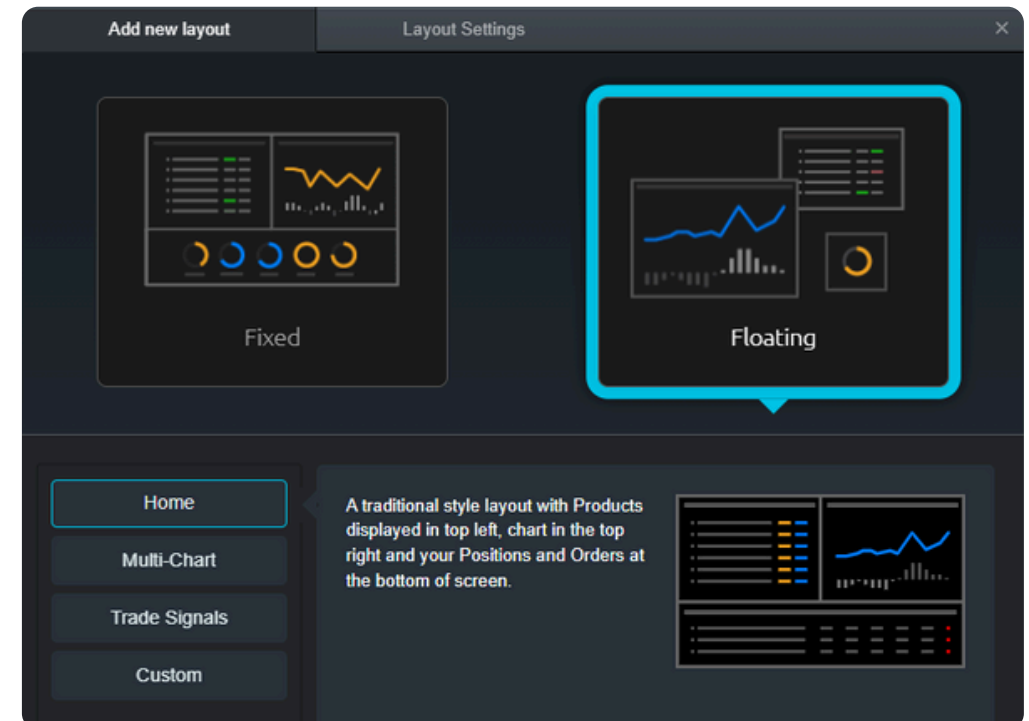 Add new layout
Layout Settings
×
Fixed
Floating
Home
Multi-Chart
Trade Signals
Custom
A traditional style layout with Products
displayed in top left, chart in the top
right and your Positions and Orders at
the bottom of screen.